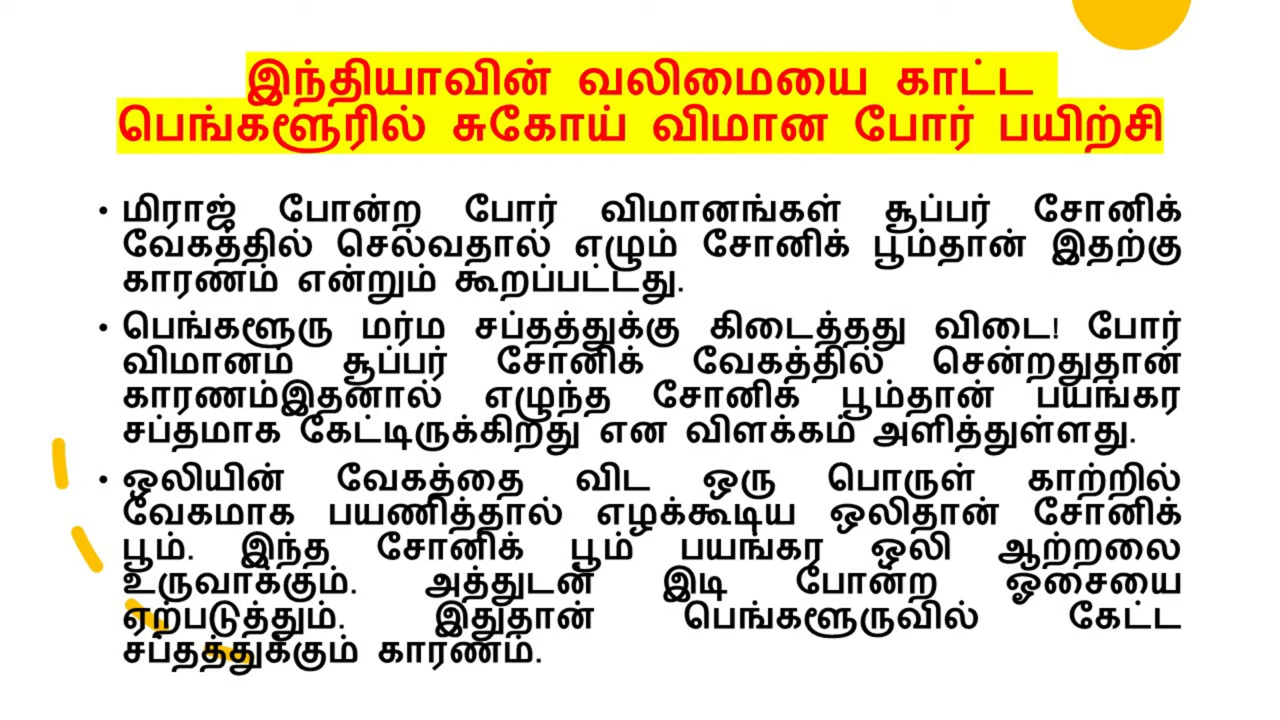 இந்தியாவின் வலிமையை காட்ட
பெங்களூரில் சுகோய் விமான போர் பயிற்சி
• மிராஜ் போன்ற போர் விமானங்கள் சூப்பர் சோனிக்
வேகத்தில் செல்வதால் எழும் சோனிக் பூம்தான் இதற்கு
காரணம் என்றும் கூறப்பட்டது.
• பெங்களூரு மர்ம சப்தத்துக்கு கிடைத்தது விடை! போர்
விமானம் சூப்பர் சோனிக் வேகத்தில் சென்றதுதான்
காரணம்இதனால் எழுந்த சோனிக் பூம்தான் பயங்கர
சப்தமாக கேட்டிருக்கிறது என விளக்கம் அளித்துள்ளது.
• ஒலியின் வேகத்தை விட ஒரு பொருள் காற்றில்
வேகமாக பயணித்தால் எழக்கூடிய ஒலிதான் சோனிக்
பூம். இந்த சோனிக் பூம் பயங்கர ஒலி ஆற்றலை
உருவாக்கும். அத்துடன் இடி போன்ற ஓசையை
ஏற்படுத்தும். இதுதான் பெங்களூருவில் கேட்ட
சப்தத்துக்கும் காரணம்.